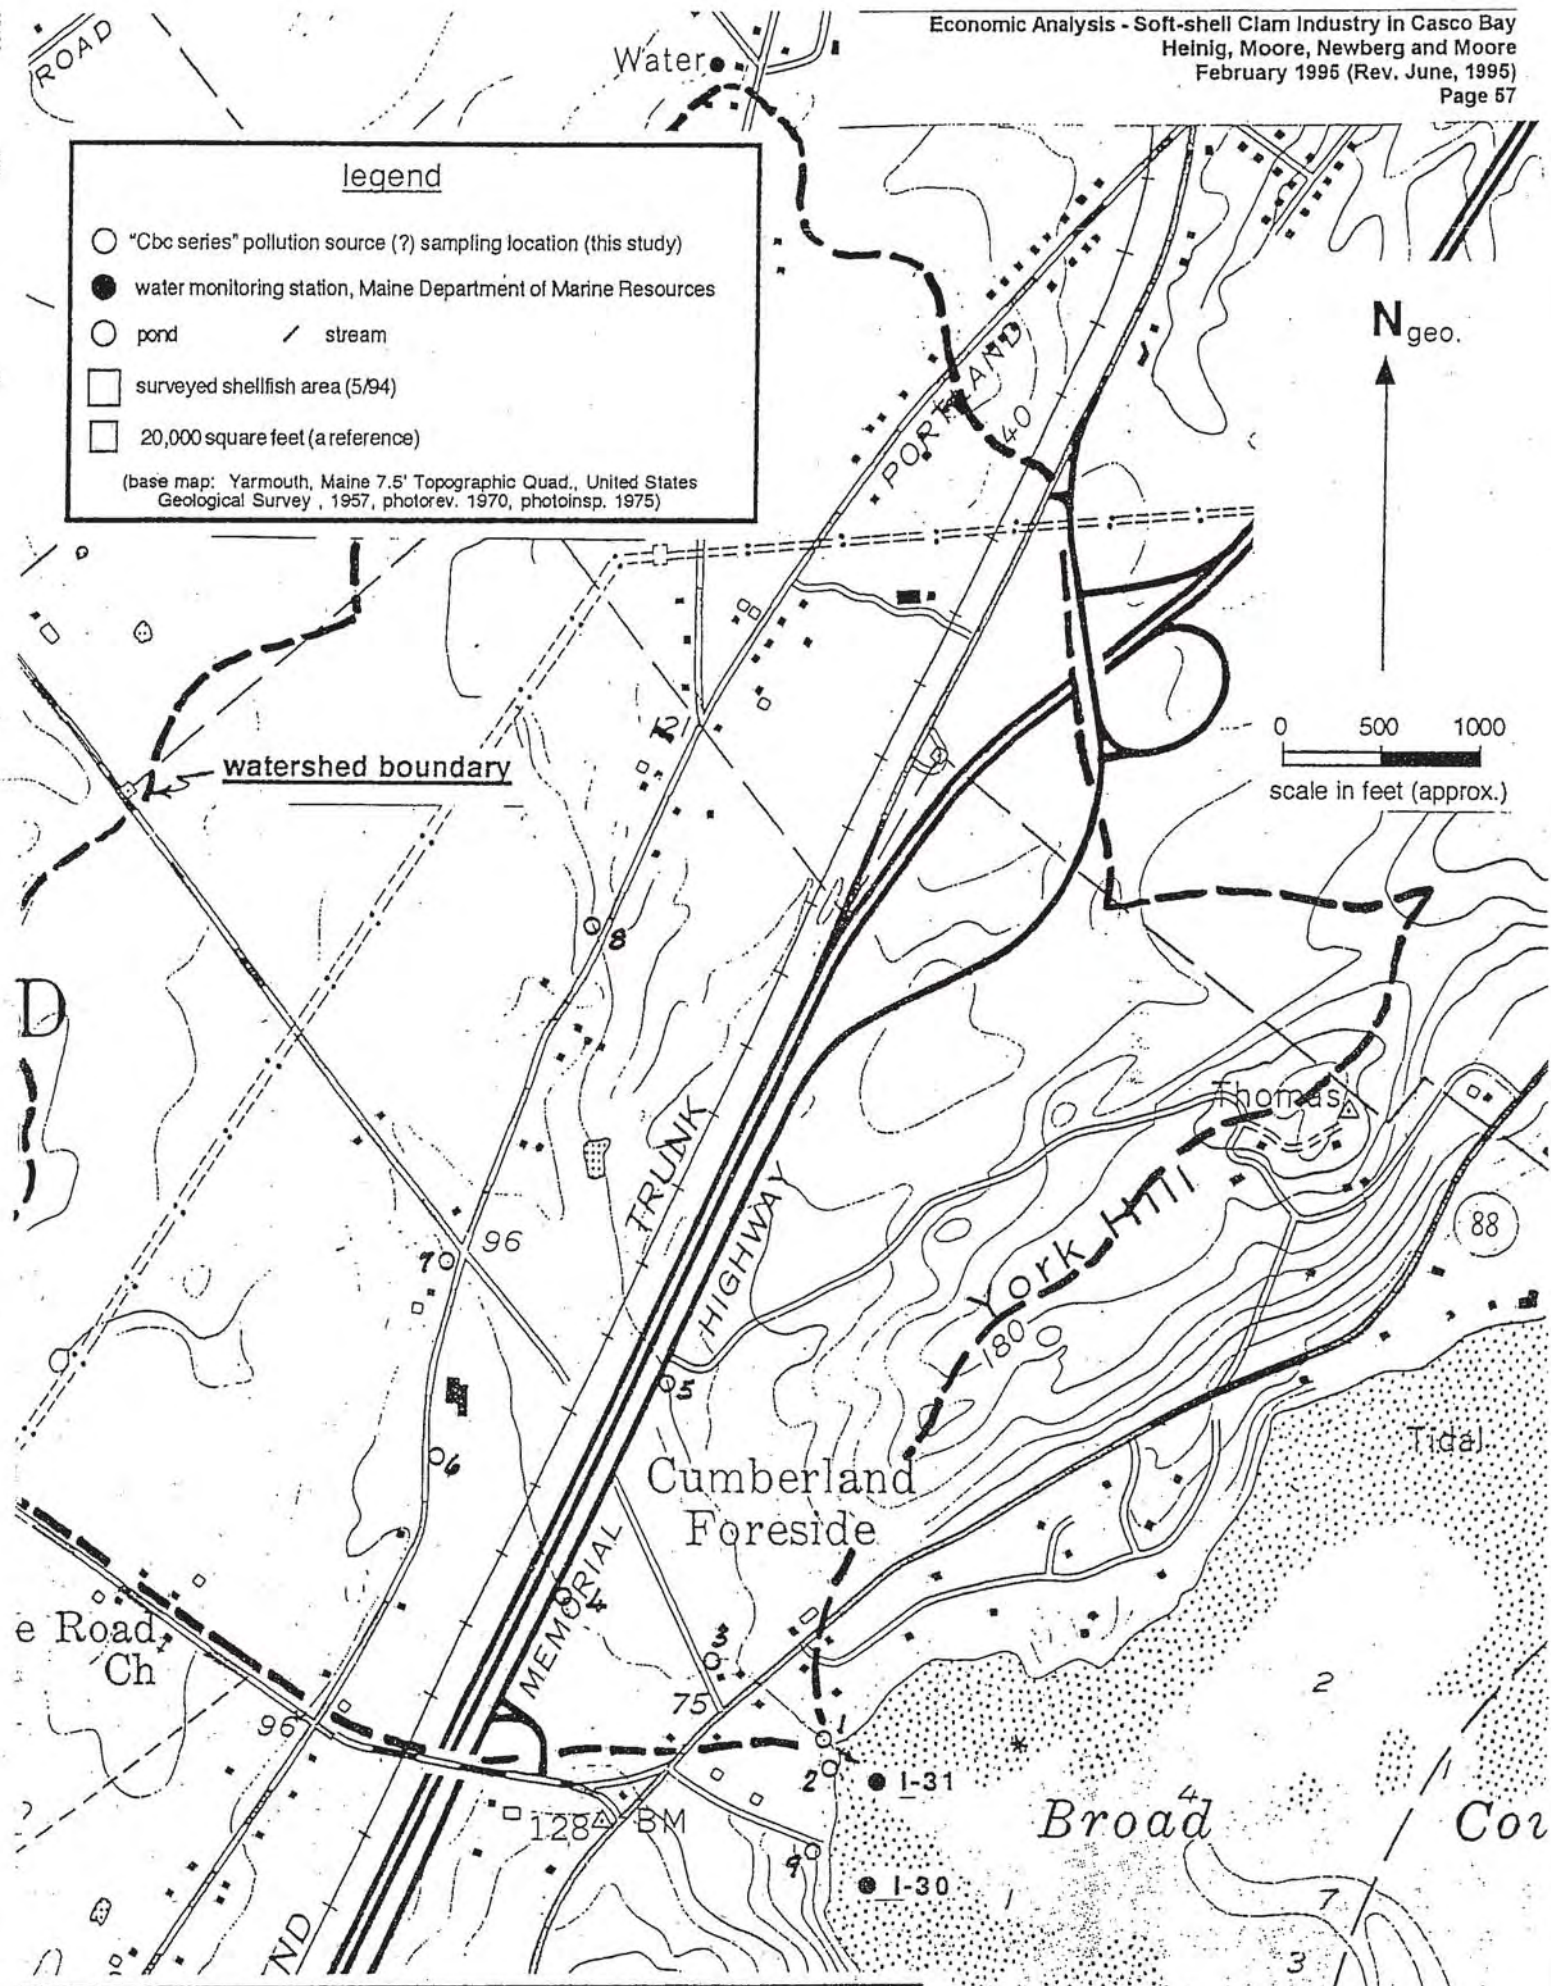 Economic Analysis - Soft-shell Clam Industry in Casco Bay
Heinig, Moore, Newberg and Moore
February 1995 (Rev. June, 1995)
Page 57
ROAD
Water
legend
"Cbc series" pollution source (?) sampling location (this study)
water monitoring station, Maine Department of Marine Resources
pond / stream
surveyed shellfish area (5/94)
20,000 square feet (a reference)
(base map: Yarmouth, Maine 7.5' Topographic Quad., United States
Geological Survey , 1957, photorev. 1970, photoinsp. 1975)
N geo.
PORTLAND
40
0 500 1000
scale in feet (approx.)
watershed boundary
8
D
Thomas
TRUNK
HIGHWAY
York Hill
88
96
7
180
5
6
Tidal
Cumberland
Foreside
MEMORIAL
4
3
e Road
Ch
75
96
2
1
2
I-31
1
4
Broad
Cov
128
BM
9
I-30
1
7
3
ND